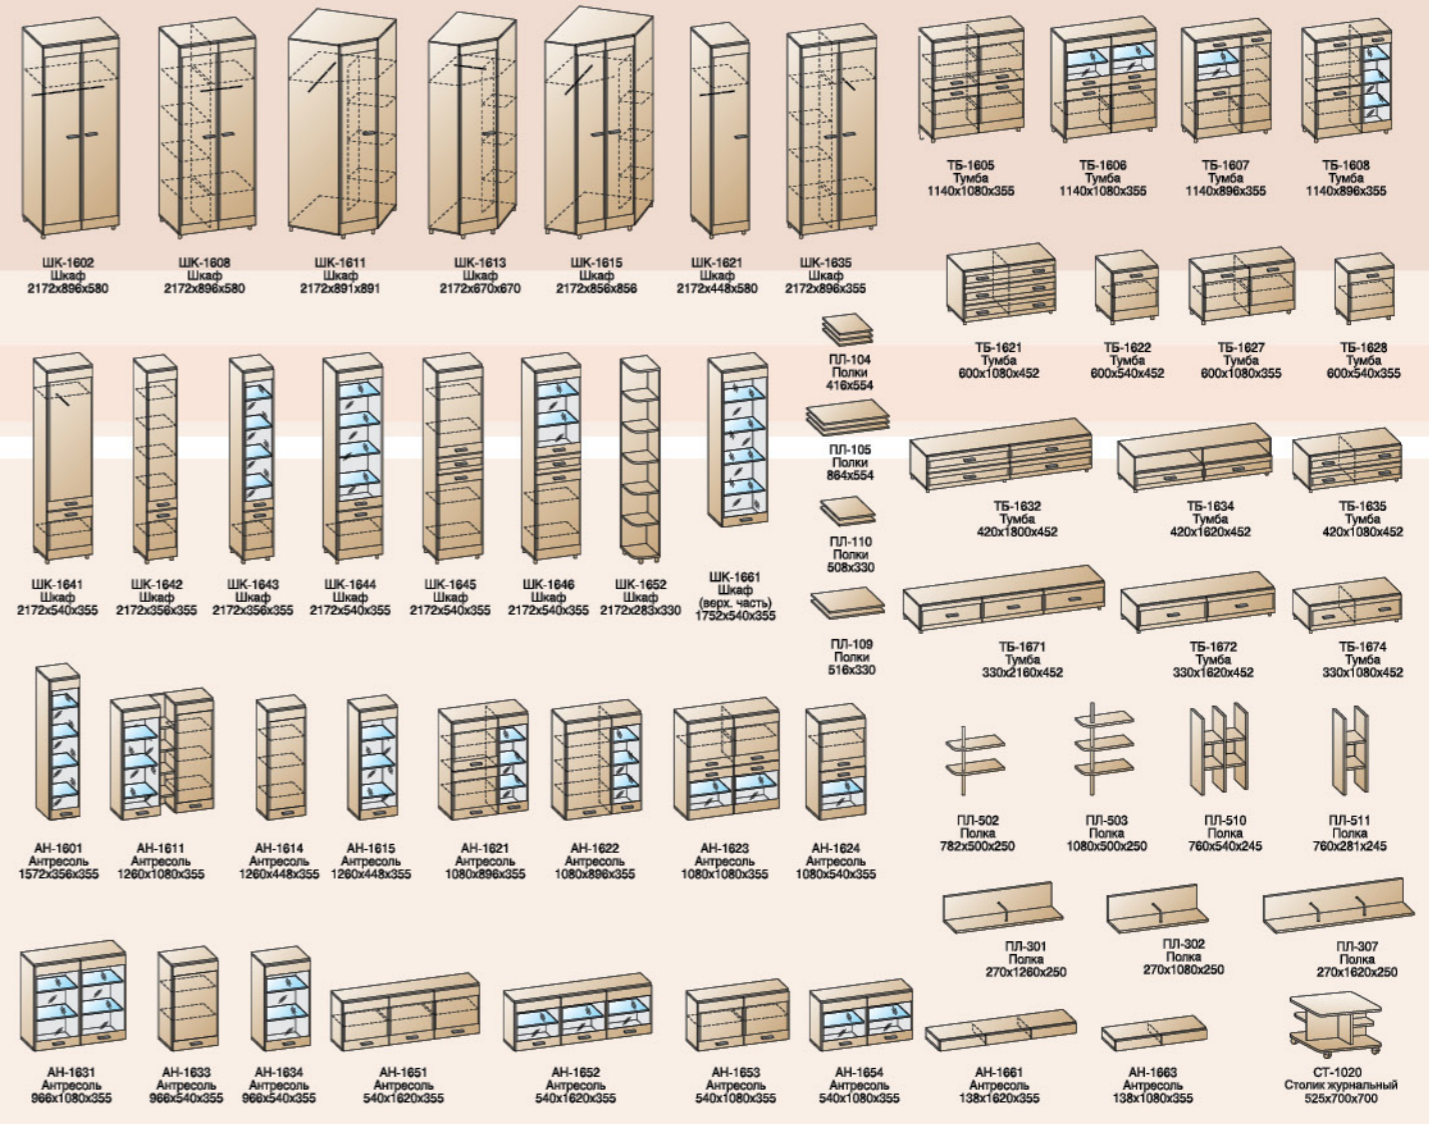 ШК-1602
Шкаф
2172х896х580
ШК-1608
Шкаф
2172х896х580
ШК-1611
Шкаф
2172х891х891
ШК-1613
Шкаф
2172х670х670
ШК-1615
Шкаф
2172х856х856
ШК-1621
Шкаф
2172х448х580
ШК-1635
Шкаф
2172х896х355
ТБ-1605
Тумба
1140х1080х355
ТБ-1606
Тумба
1140х1080х355
ТБ-1607
Тумба
1140х896х355
ТБ-1608
Тумба
1140х896х355
ТБ-1621
Тумба
600х1080х452
ТБ-1622
Тумба
600х540х452
ТБ-1627
Тумба
600х1080х355
ТБ-1628
Тумба
600х540х355
ПЛ-104
Полки
416х554
ПЛ-105
Полки
864х554
ПЛ-110
Полки
508х330
ПЛ-109
Полки
516х330
ТБ-1632
Тумба
420х1800х452
ТБ-1634
Тумба
420х1620х452
ТБ-1635
Тумба
420х1080х452
ШК-1641
Шкаф
2172х540х355
ШК-1642
Шкаф
2172х356х355
ШК-1643
Шкаф
2172х356х355
ШК-1644
Шкаф
2172х540х355
ШК-1645
Шкаф
2172х540х355
ШК-1646
Шкаф
2172х540х355
ШК-1652
Шкаф
2172х283х330
ШК-1661
Шкаф
(верх. часть)
1752х540х355
ТБ-1671
Тумба
330х2160х452
ТБ-1672
Тумба
330х1620х452
ТБ-1674
Тумба
330х1080х452
АН-1601
Антресоль
1572х356х355
АН-1611
Антресоль
1260х1080х355
АН-1614
Антресоль
1260х448х355
АН-1615
Антресоль
1260х448х355
АН-1621
Антресоль
1080х896х355
АН-1622
Антресоль
1080х896х355
АН-1623
Антресоль
1080х1080х355
АН-1624
Антресоль
1080х540х355
ПЛ-502
Полка
782х500х250
ПЛ-503
Полка
1080х500х250
ПЛ-510
Полка
760х540х245
ПЛ-511
Полка
760х281х245
ПЛ-301
Полка
270х1260х250
ПЛ-302
Полка
270х1080х250
ПЛ-307
Полка
270х1620х250
АН-1631
Антресоль
966х1080х355
АН-1633
Антресоль
966х540х355
АН-1634
Антресоль
966х540х355
АН-1651
Антресоль
540х1620х355
АН-1652
Антресоль
540х1620х355
АН-1653
Антресоль
540х1080х355
АН-1654
Антресоль
540х1080х355
АН-1661
Антресоль
138х1620х355
АН-1663
Антресоль
138х1080х355
СТ-1020
Столик журнальный
525х700х700